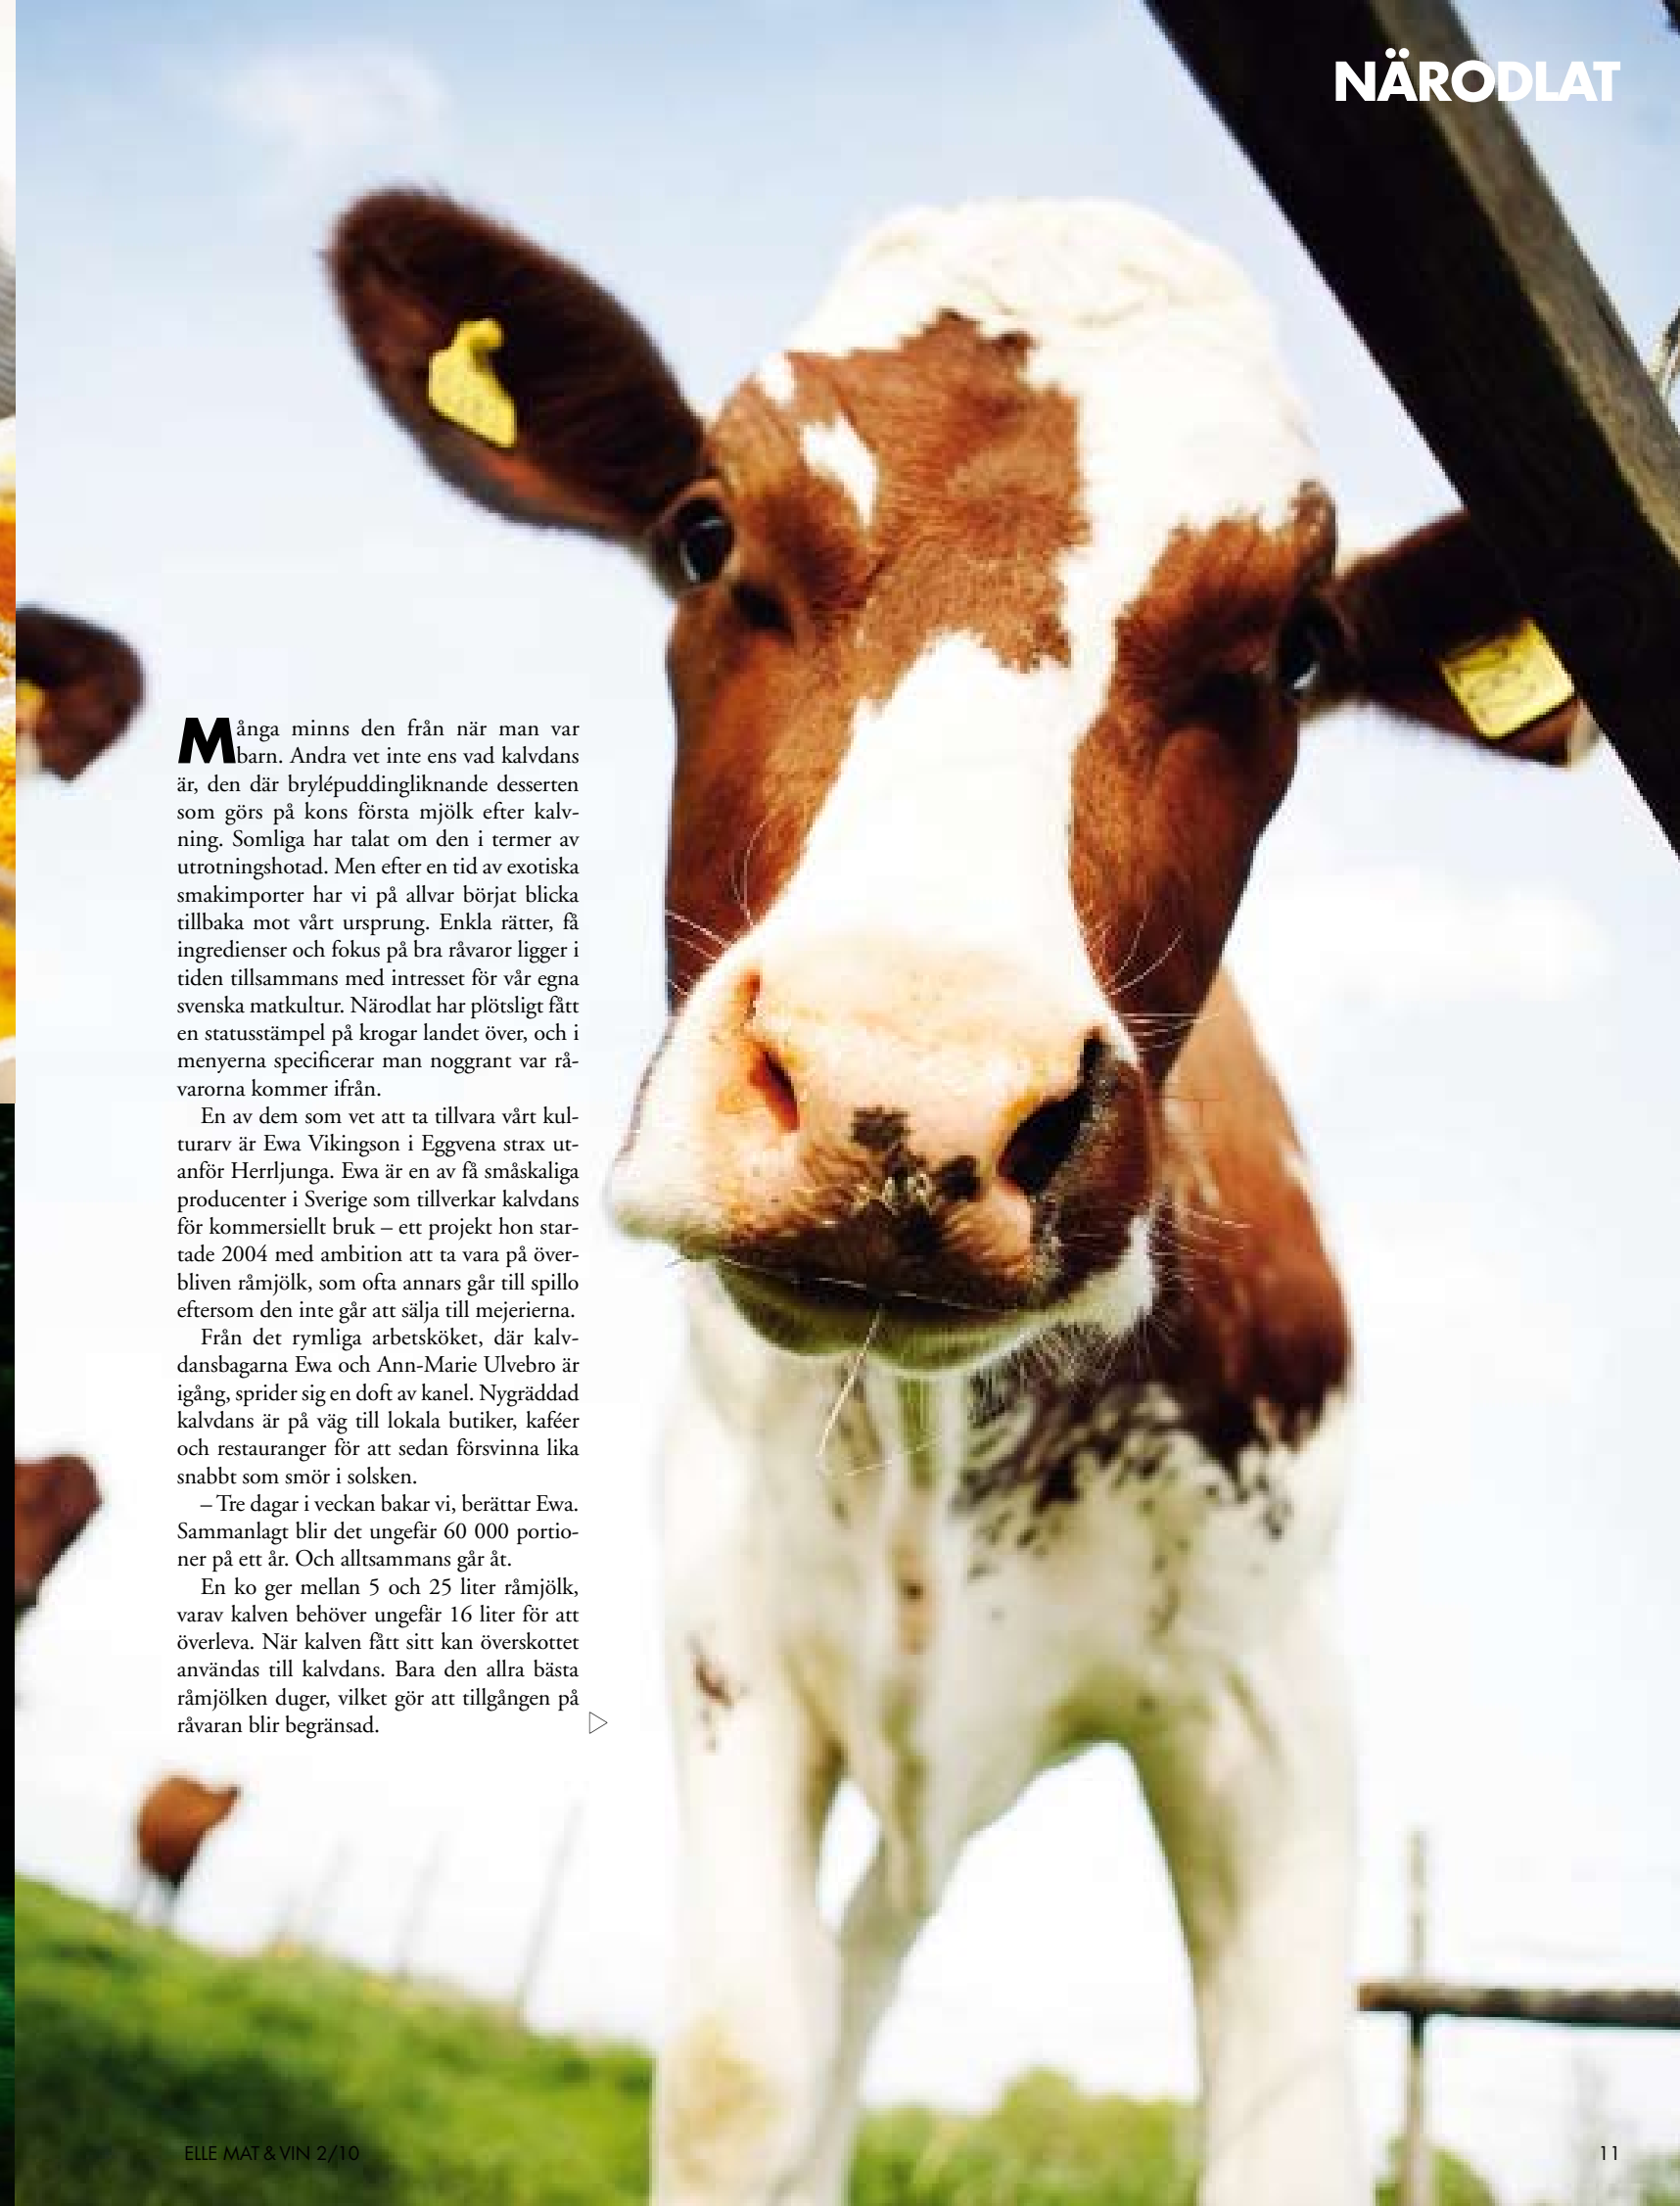 NÄRODLAT
Många minns den från när man var
barn. Andra vet inte ens vad kalvdans
är, den där brylépuddingliknande desserten
som görs på kons första mjölk efter kalv-
ning. Somliga har talat om den i termer av
utrotningshotad. Men efter en tid av exotiska
smakimporter har vi på allvar börjat blicka
tillbaka mot vårt ursprung. Enkla rätter, få
ingredienser och fokus på bra råvaror ligger i
tiden tillsammans med intresset för vår egna
svenska matkultur. Närodlat har plötsligt fått
en statusstämpel på krogar landet över, och i
menyerna specificerar man noggrant var rå-
varorna kommer ifrån.
En av dem som vet att ta tillvara vårt kul-
turarv är Ewa Vikingson i Eggvena strax ut-
anför Herrljunga. Ewa är en av få småskaliga
producenter i Sverige som tillverkar kalvdans
för kommersiellt bruk – ett projekt hon star-
tade 2004 med ambition att ta vara på över-
bliven råmjölk, som ofta annars går till spillo
eftersom den inte går att sälja till mejerierna.
Från det rymliga arbetsköket, där kalv-
dansbagarna Ewa och Ann-Marie Ulvebro är
igång, sprider sig en doft av kanel. Nygräddad
kalvdans är på väg till lokala butiker, kaféer
och restauranger för att sedan försvinna lika
snabbt som smör i solsken.
– Tre dagar i veckan bakar vi, berättar Ewa.
Sammanlagt blir det ungefär 60 000 portio-
ner på ett år. Och alltsammans går åt.
En ko ger mellan 5 och 25 liter råmjölk,
varav kalven behöver ungefär 16 liter för att
överleva. När kalven fått sitt kan överskottet
användas till kalvdans. Bara den allra bästa
råmjölken duger, vilket gör att tillgången på
råvaran blir begränsad.
ELLE MAT & VIN 2/10
11